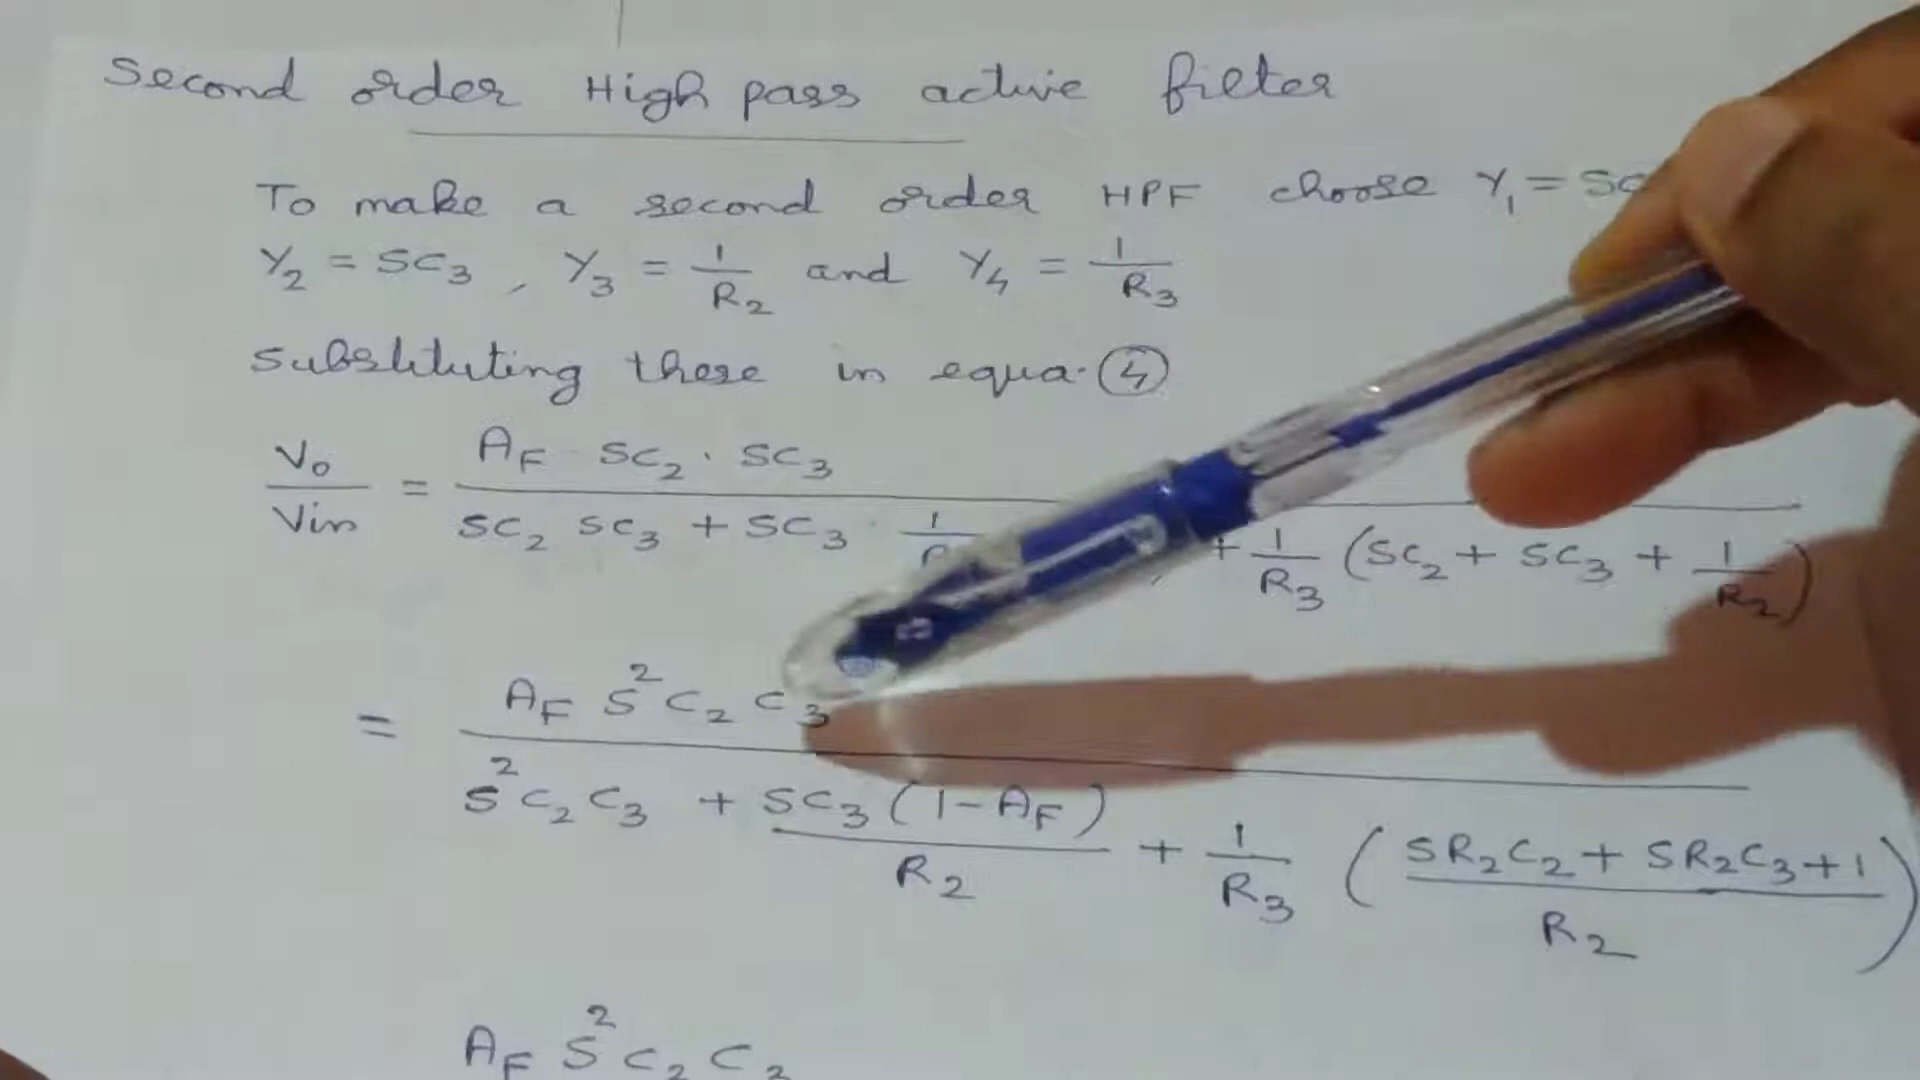 Second order High pass active filter
To make a second order HPF choose Y₁ = SC
Y₂ = SC₃, Y₃ = 1/R₂ and Y₄ = 1/R₃
Substituting these in equa. ④
Vo/Vin = AF SC₂ · SC₃ / SC₂ SC₃ + SC₃ · 1/ + 1/R₃ (SC₂ + SC₃ + 1/R₂)
= AF S² C₂ C₃ / S² C₂ C₃ + SC₃ (1 - AF)/R₂ + 1/R₃ (SR₂C₂ + SR₂C₃ + 1 / R₂)
AF S² C₂ C₃